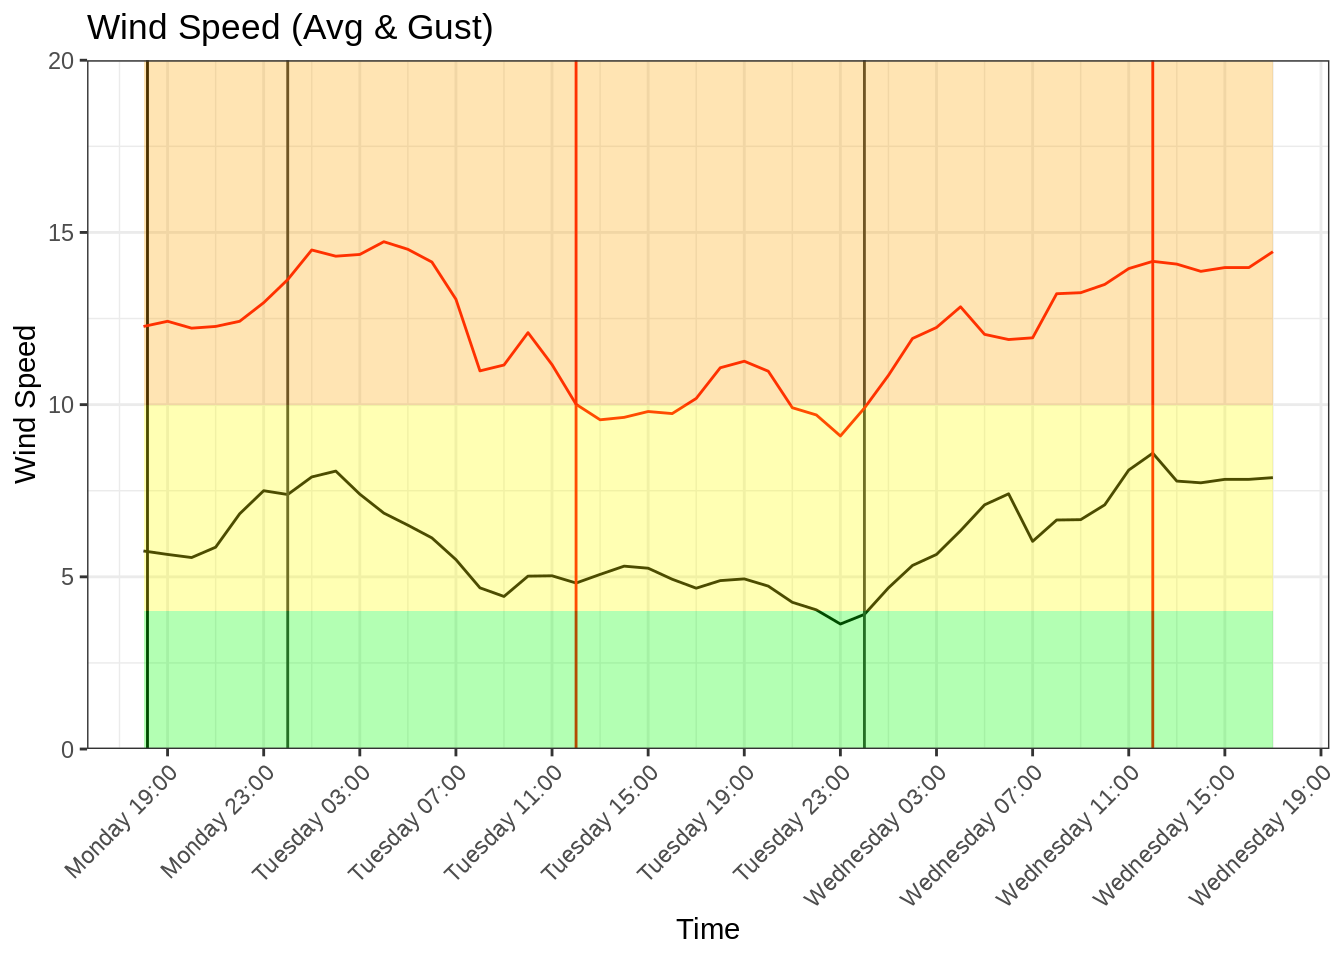 Wind Speed (Avg & Gust)
20
15
10
5
0
Wind Speed
Monday 19:00
Monday 23:00
Tuesday 03:00
Tuesday 07:00
Tuesday 11:00
Tuesday 15:00
Tuesday 19:00
Tuesday 23:00
Wednesday 03:00
Wednesday 07:00
Wednesday 11:00
Wednesday 15:00
Wednesday 19:00
Time